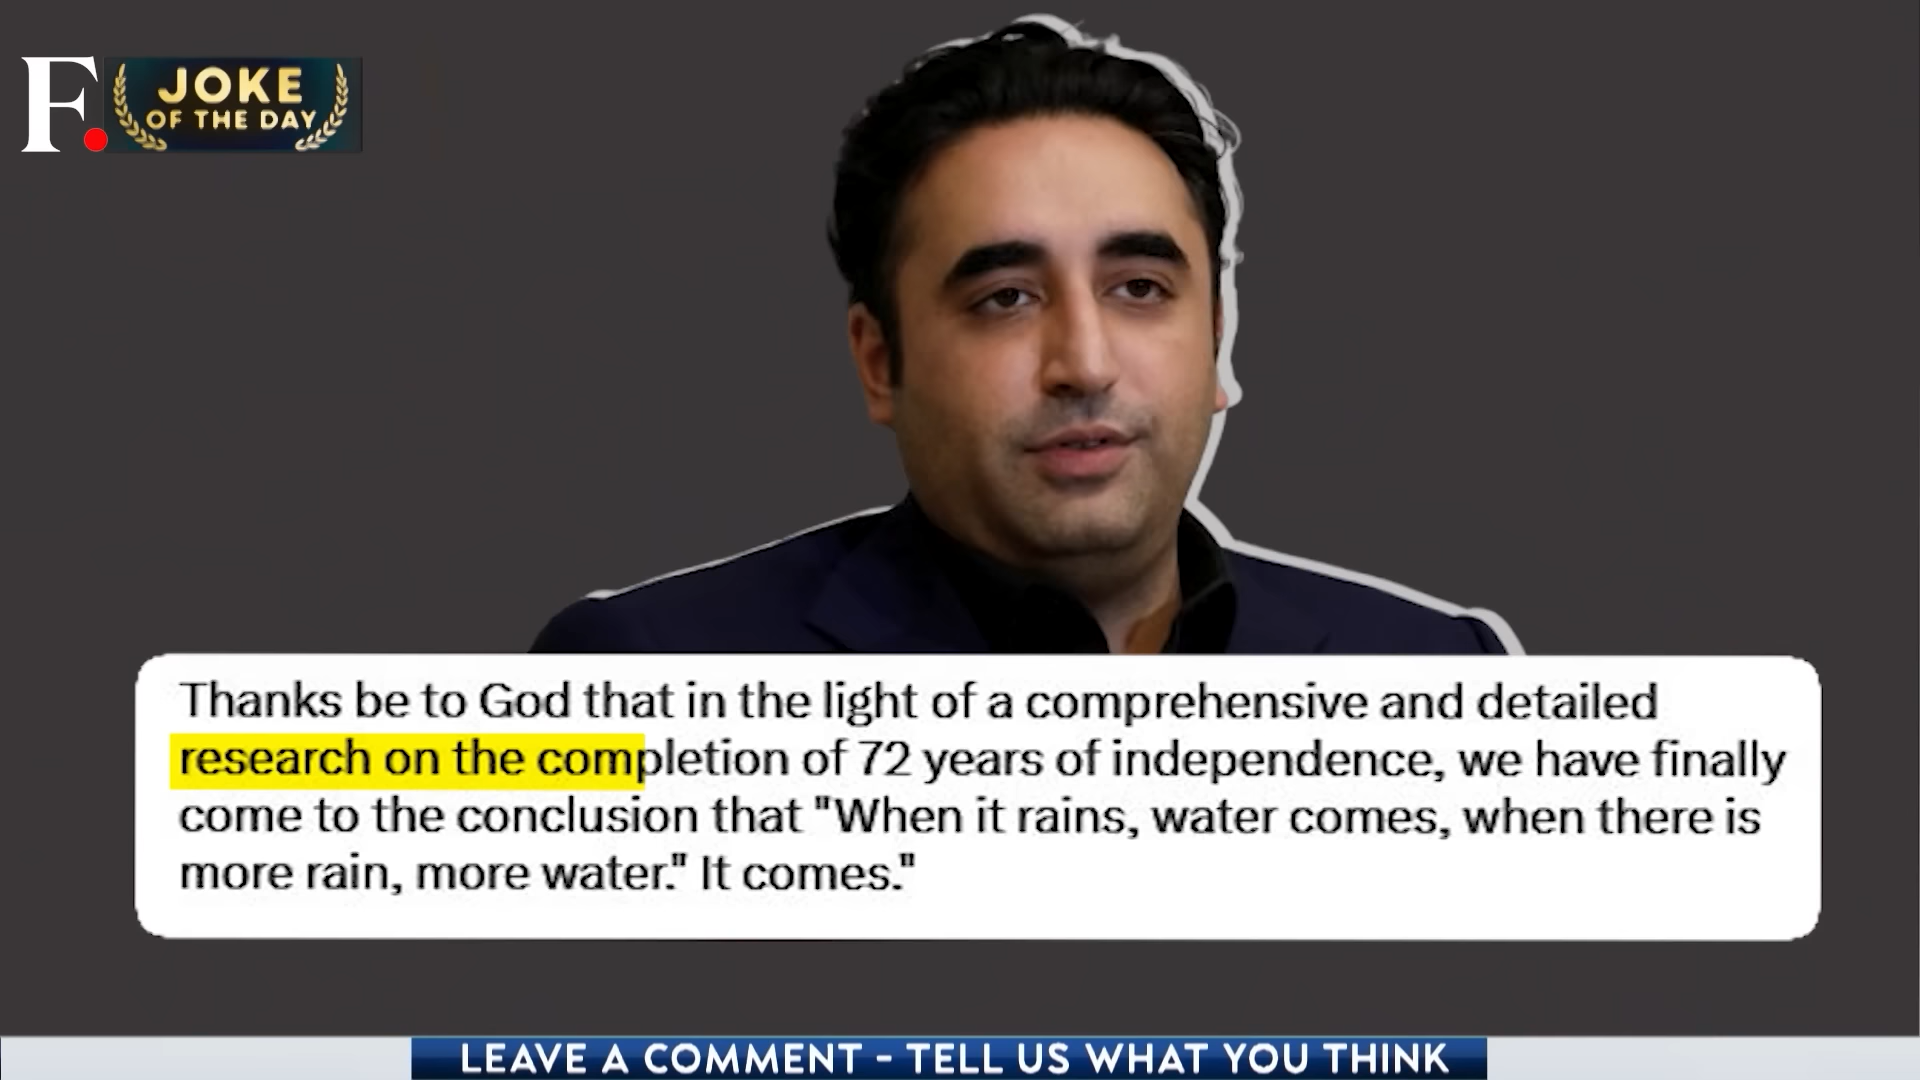 F.
JOKE
OF THE DAY
Thanks be to God that in the light of a comprehensive and detailed
research on the completion of 72 years of independence, we have finally
come to the conclusion that "When it rains, water comes, when there is
more rain, more water." It comes."
LEAVE A COMMENT - TELL US WHAT YOU THINK